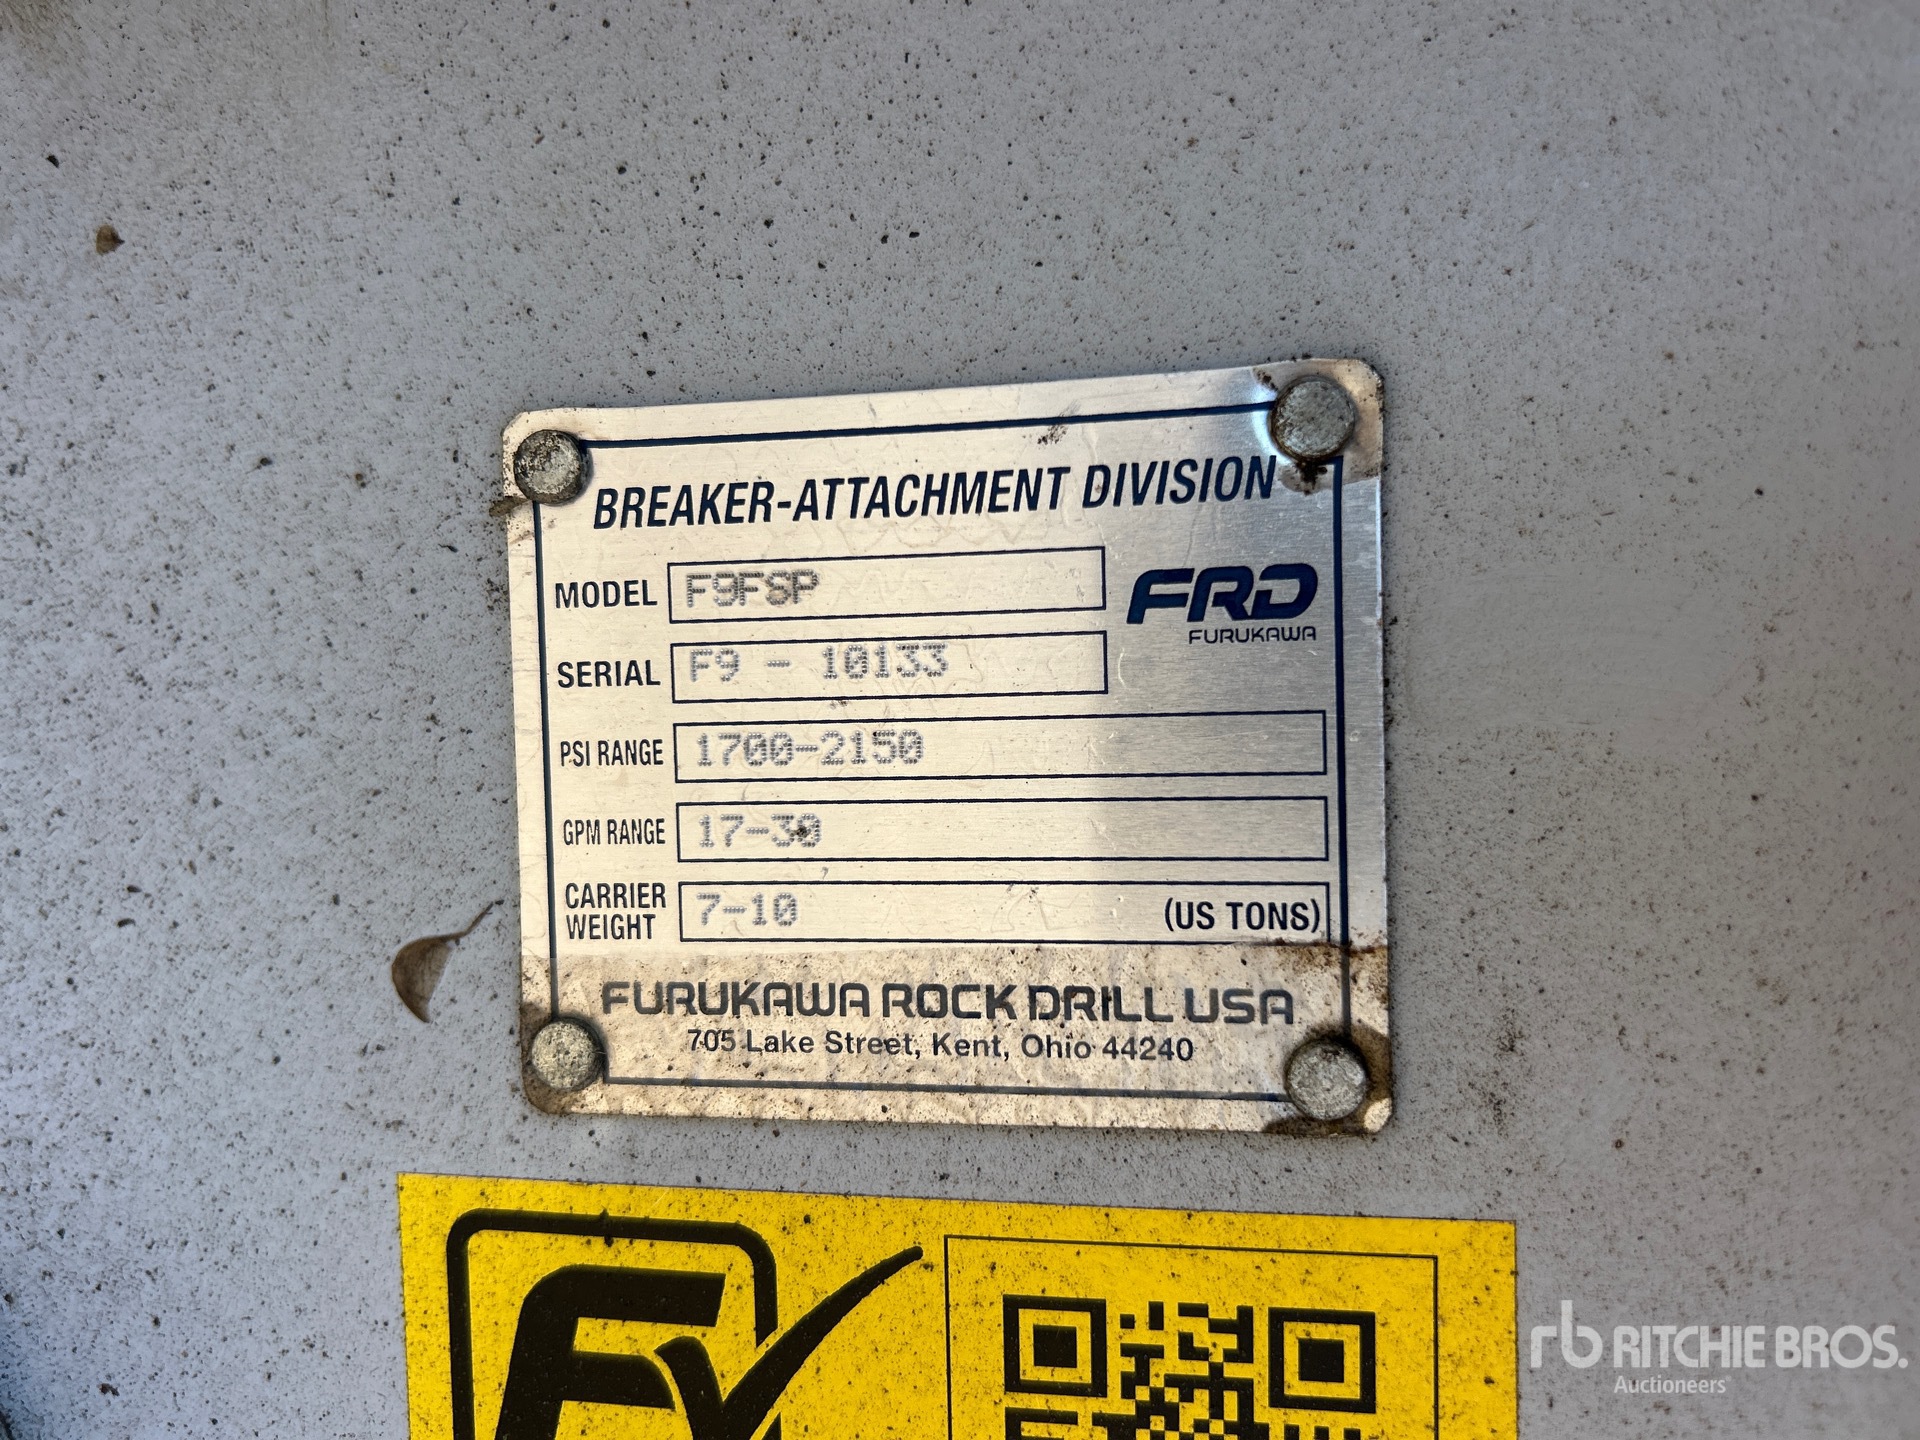 BREAKER-ATTACHMENT DIVISION
MODEL F9FSP
FRD
FURUKAWA
SERIAL F9 - 10133
PSI RANGE 1700-2150
GPM RANGE 17-30
CARRIER WEIGHT 7-10 (US TONS)
FURUKAWA ROCK DRILL USA
705 Lake Street, Kent, Ohio 44240
rb RITCHIE BROS.
Auctioneers